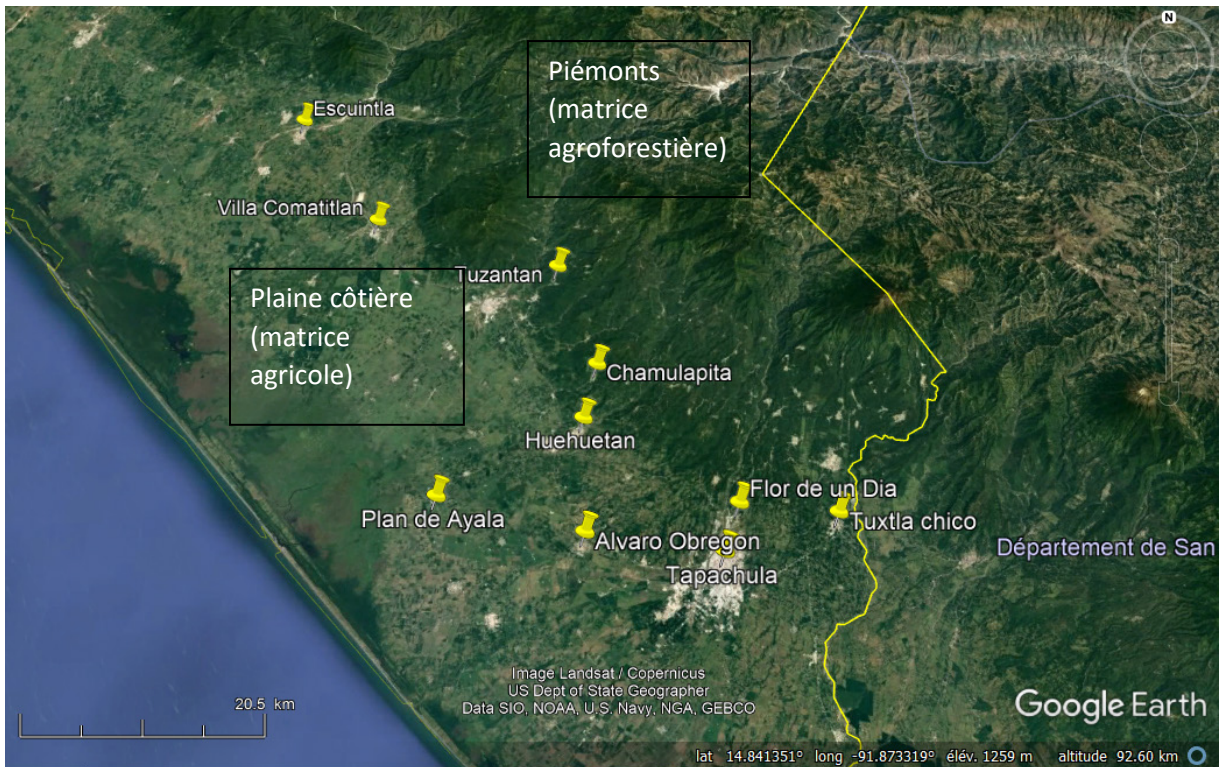 N
Piémonts
(matrice
agroforestière)
Escuintla
Villa Comatitlan
Tuzantan
Plaine côtière
(matrice
agricole)
Chamulapita
Huehuetan
Flor de un Dia
Plan de Ayala
Tuxtla chico
Alvaro Obregon
Département de San
Tapachula
Image Landsat / Copernicus
US Dept of State Geographer
Data SIO, NOAA, U.S. Navy, NGA, GEBCO
20.5 km
Google Earth
lat 14.841351° long -91.873319° élév. 1259 m altitude 92.60 km